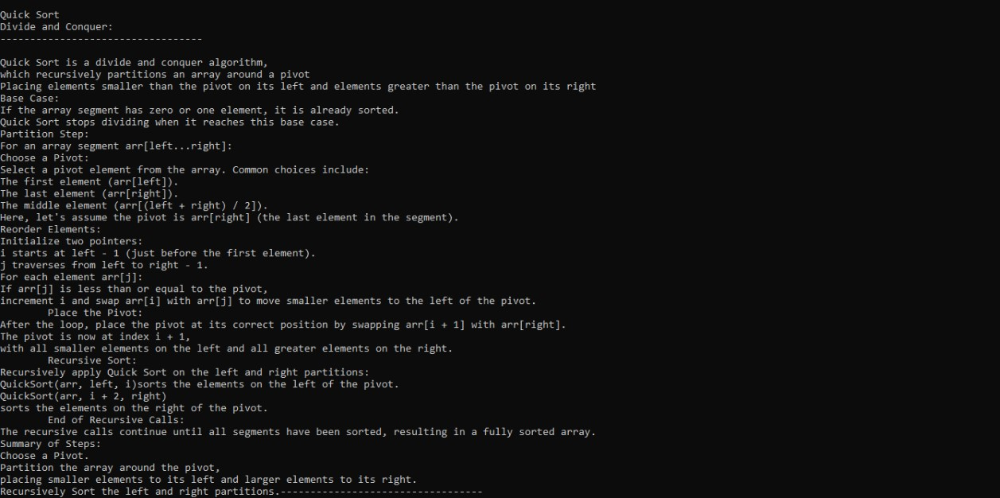 Quick Sort
Divide and Conquer:
----------------------------------
Quick Sort is a divide and conquer algorithm,
which recursively partitions an array around a pivot
Placing elements smaller than the pivot on its left and elements greater than the pivot on its right
Base Case:
If the array segment has zero or one element, it is already sorted.
Quick Sort stops dividing when it reaches this base case.
Partition Step:
For an array segment arr[left...right]:
Choose a Pivot:
Select a pivot element from the array. Common choices include:
The first element (arr[left]).
The last element (arr[right]).
The middle element (arr[(left + right) / 2]).
Here, let's assume the pivot is arr[right] (the last element in the segment).
Reorder Elements:
Initialize two pointers:
i starts at left - 1 (just before the first element).
j traverses from left to right - 1.
For each element arr[j]:
If arr[j] is less than or equal to the pivot,
increment i and swap arr[i] with arr[j] to move smaller elements to the left of the pivot.
        Place the Pivot:
After the loop, place the pivot at its correct position by swapping arr[i + 1] with arr[right].
The pivot is now at index i + 1,
with all smaller elements on the left and all greater elements on the right.
        Recursive Sort:
Recursively apply Quick Sort on the left and right partitions:
QuickSort(arr, left, i)sorts the elements on the left of the pivot.
QuickSort(arr, i + 2, right)
sorts the elements on the right of the pivot.
        End of Recursive Calls:
The recursive calls continue until all segments have been sorted, resulting in a fully sorted array.
Summary of Steps:
Choose a Pivot.
Partition the array around the pivot,
placing smaller elements to its left and larger elements to its right.
Recursively Sort the left and right partitions.----------------------------------